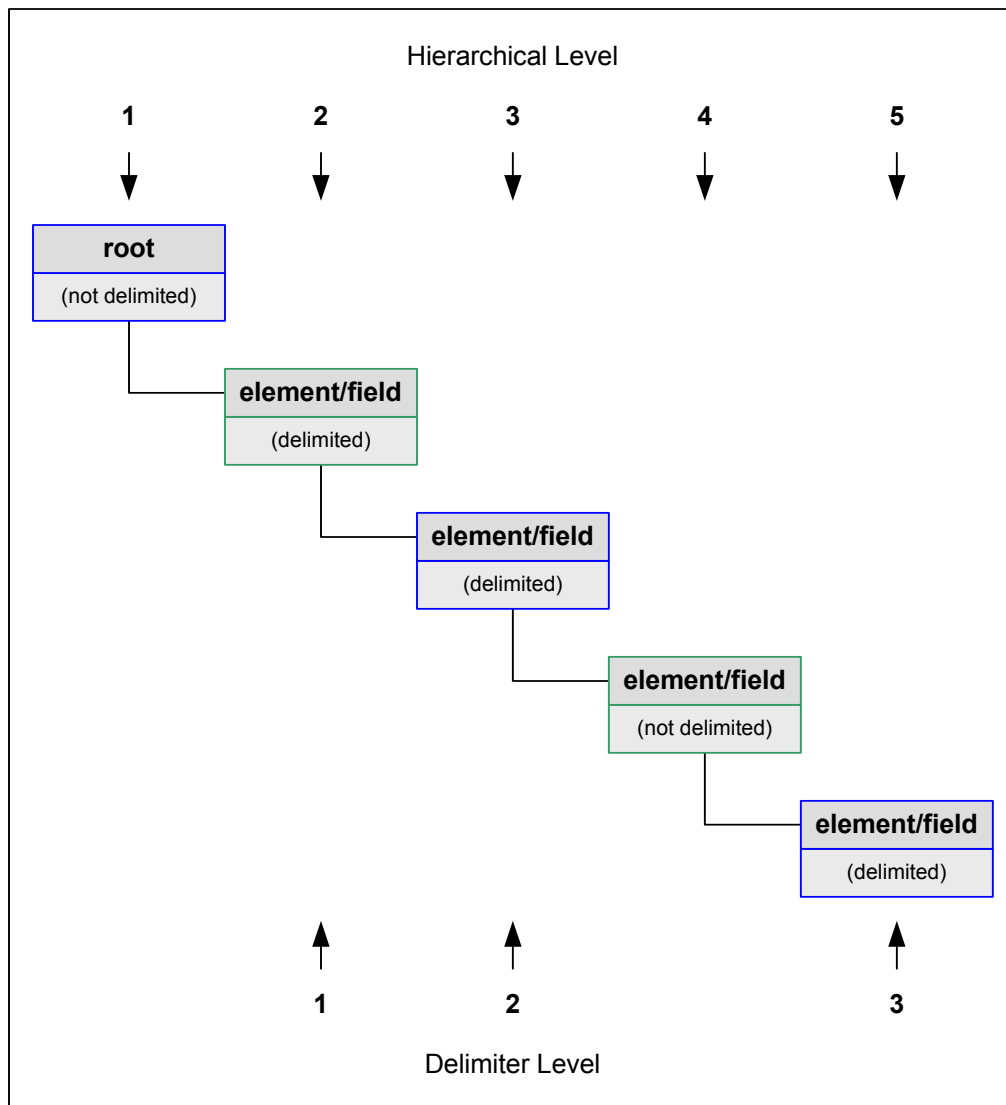 Hierarchical Level
1 2 3 4 5
root
(not delimited)
element/field
(delimited)
element/field
(delimited)
element/field
(not delimited)
element/field
(delimited)
1 2 3
Delimiter Level